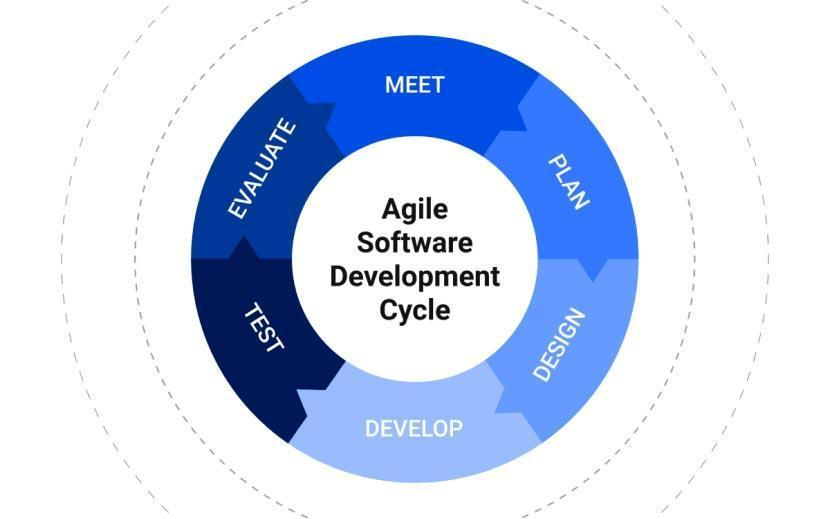 MEET
PLAN
DESIGN
DEVELOP
TEST
EVALUATE
Agile
Software
Development
Cycle